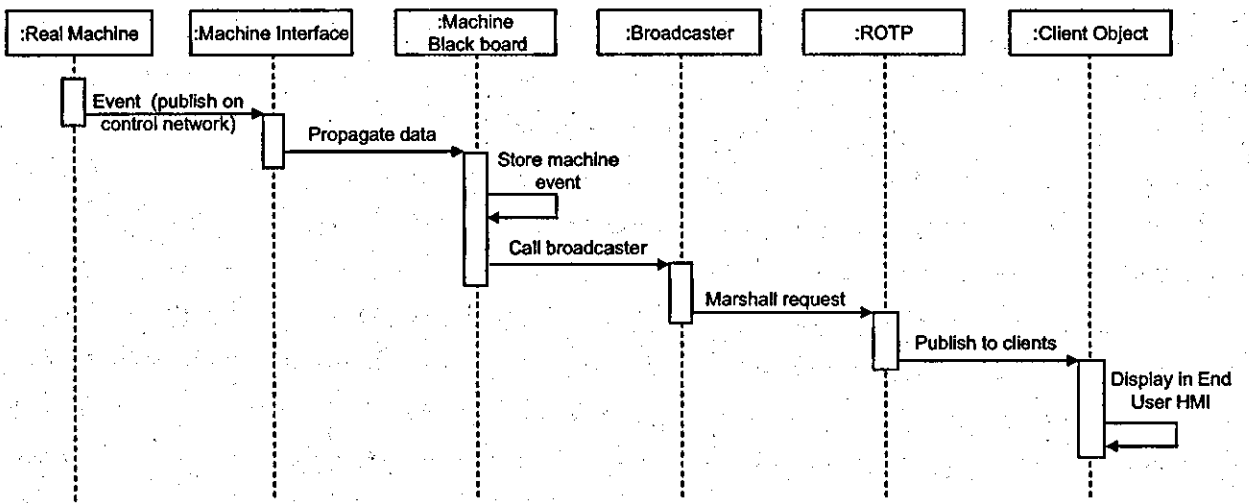 :Real Machine
:Machine Interface
:Machine
Black board
:Broadcaster
:ROTP
:Client Object
Event (publish on
control network)
Propagate data
Store machine
event
Call broadcaster
Marshall request
Publish to clients
Display in End
User HMI